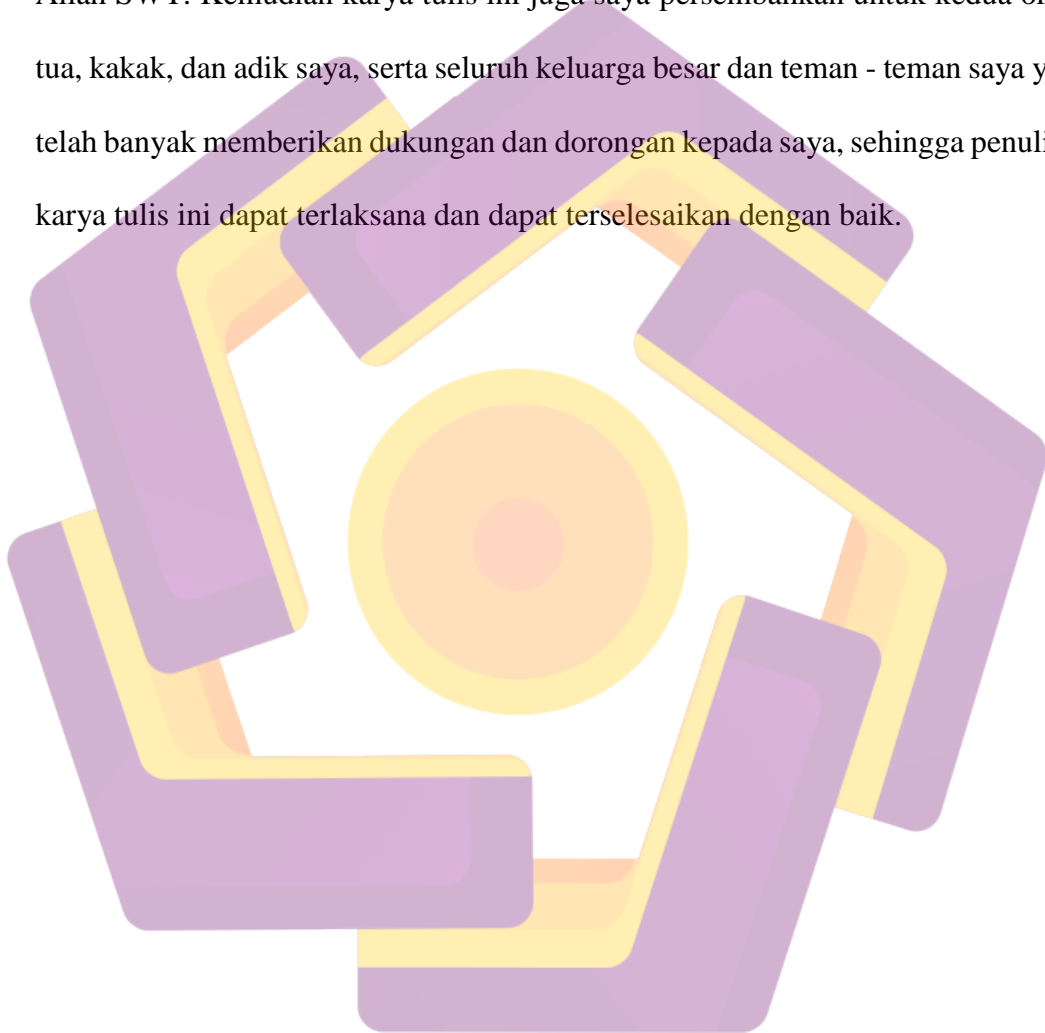 Allah SWT. Kemudian karya tulis ini juga saya persembahkan untuk kedua
tua, kakak, dan adik saya, serta seluruh keluarga besar dan teman - teman saya
telah banyak memberikan dukungan dan dorongan kepada saya, sehingga
karya tulis ini dapat terlaksana dan dapat terselesaikan dengan baik.